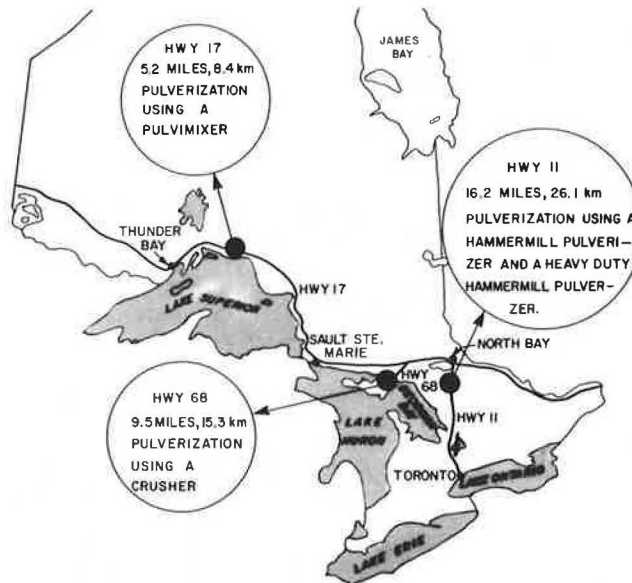 HWY 17
5.2 MILES, 8.4 km
PULVERIZATION
USING A
PULVIMIXER
JAMES
BAY
HWY 11
16.2 MILES, 26.1 km
PULVERIZATION USING A
HAMMERMILL PULVERI-
ZER AND A HEAVY DUTY
HAMMERMILL PULVER-
ZER.
THUNDER
BAY
LAKE SUPERIOR
HWY 17
SAULT STE.
MARIE
NORTH BAY
HWY
68
HWY 68
9.5 MILES, 15.3 km
PULVERIZATION
USING A
CRUSHER
LAKE
HURON
HWY 11
TORONTO
LAKE ONTARIO
LAKE ERIE